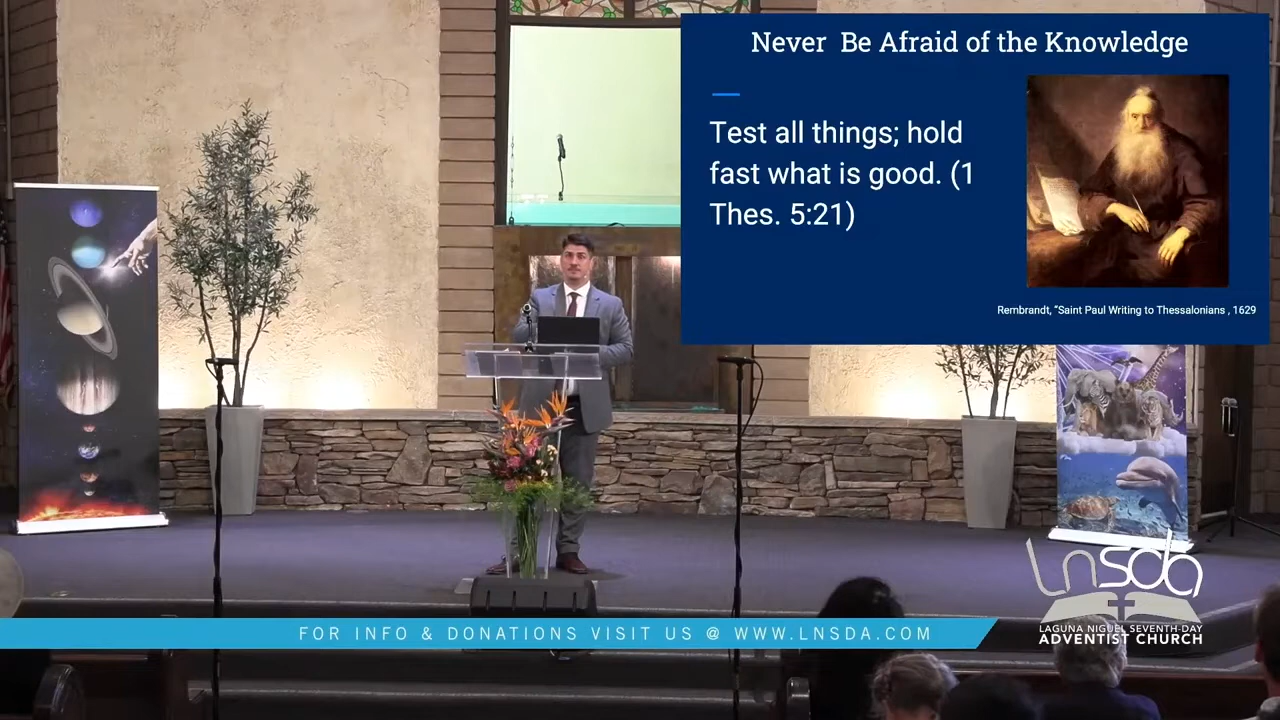 Never  Be Afraid of the Knowledge
Test all things; hold
fast what is good. (1
Thes. 5:21)
Rembrandt, “Saint Paul Writing to Thessalonians , 1629
FOR INFO & DONATIONS VISIT US @ WWW.LNSDA.COM
Lnsda
LAGUNA NIGUEL SEVENTH-DAY
ADVENTIST CHURCH